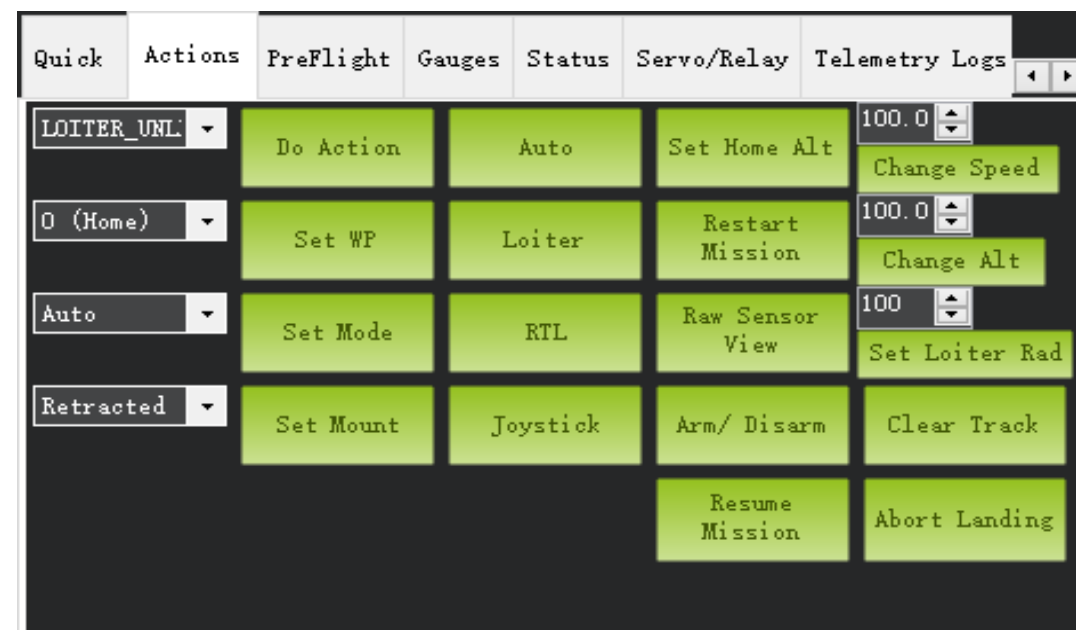 Quick Actions PreFlight Gauges Status Servo/Relay Telemetry Logs
LOITER_UNL
Do Action
Auto
Set Home Alt
100.0
Change Speed
0 (Home)
Set WP
Loiter
Restart
Mission
100.0
Change Alt
Auto
Set Mode
RTL
Raw Sensor
View
100
Set Loiter Rad
Retracted
Set Mount
Joystick
Arm/ Disarm
Clear Track
Resume
Mission
Abort Landing